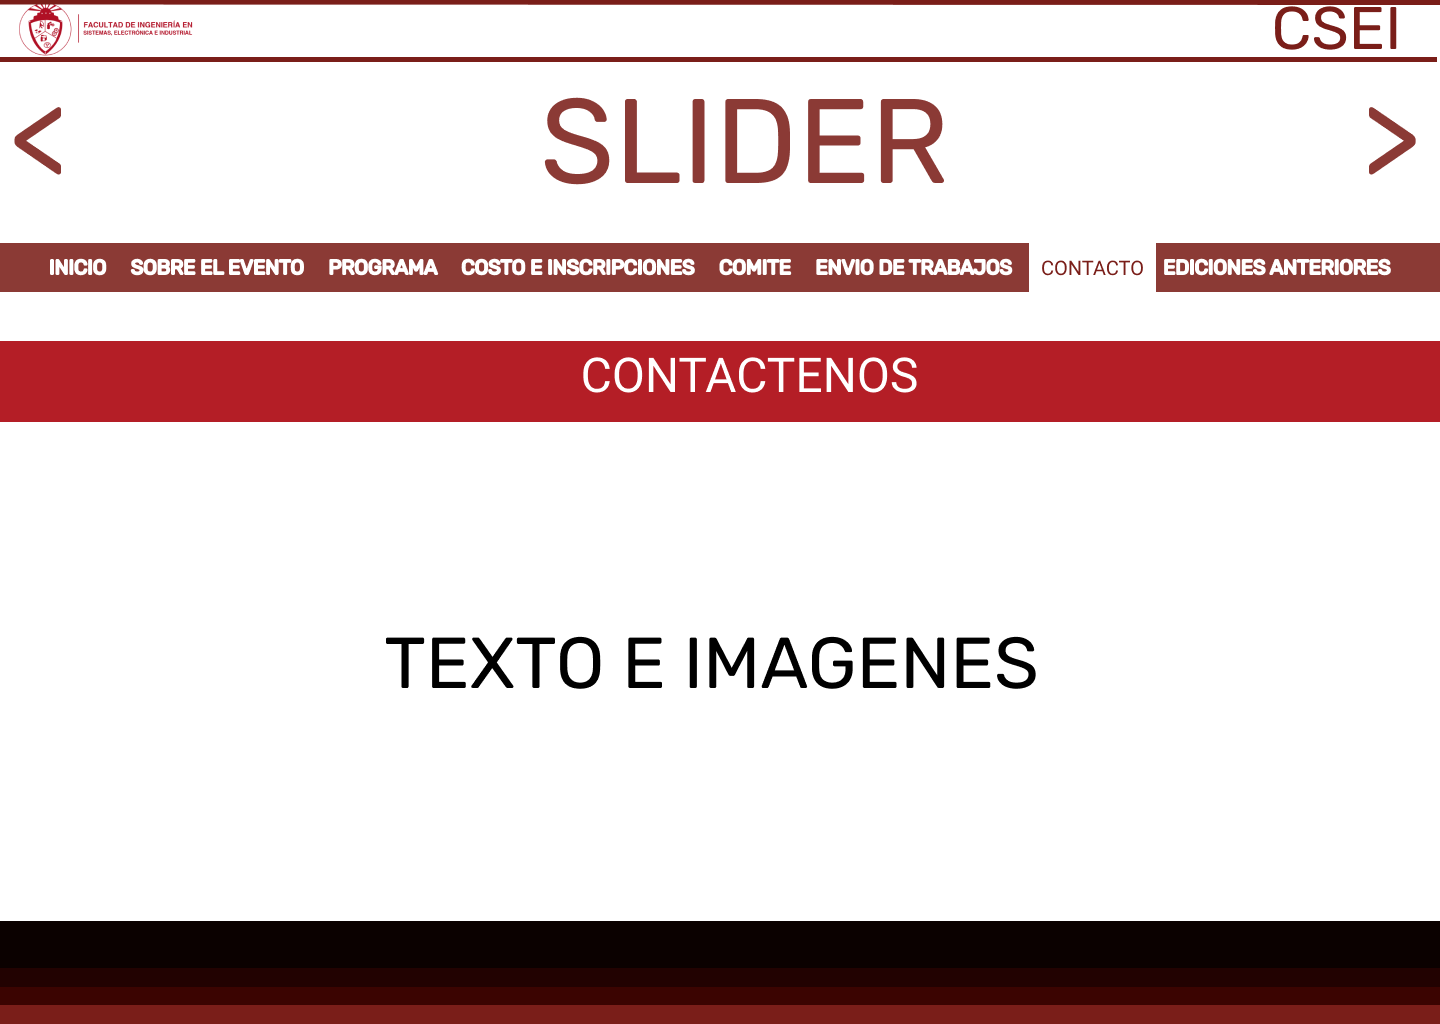 FACULTAD DE INGENIERÍA EN
SISTEMAS, ELECTRÓNICA E INDUSTRIAL
CSEI
< SLIDER >
INICIO SOBRE EL EVENTO PROGRAMA COSTO E INSCRIPCIONES COMITE ENVIO DE TRABAJOS CONTACTO EDICIONES ANTERIORES
CONTACTENOS
TEXTO E IMAGENES